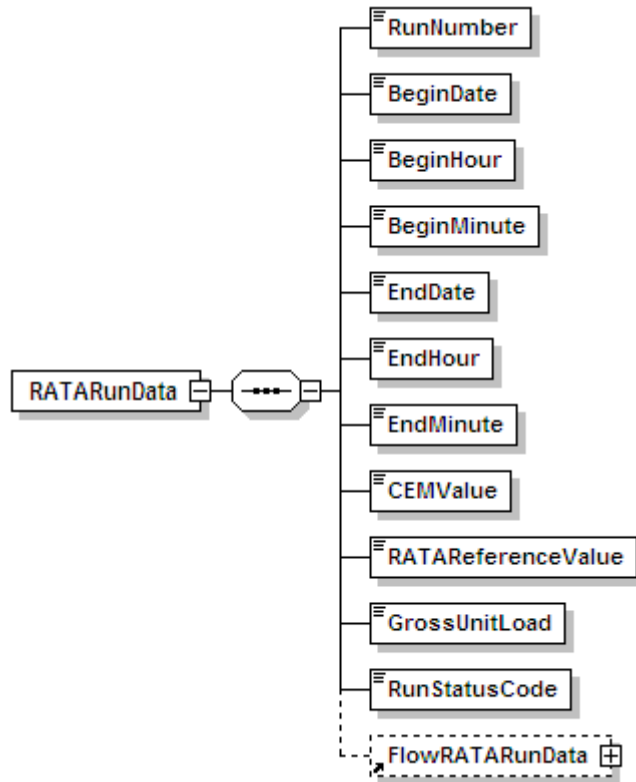 RunNumber
BeginDate
BeginHour
BeginMinute
EndDate
EndHour
RATARunData
EndMinute
CEMValue
RATAReferenceValue
GrossUnitLoad
RunStatusCode
FlowRATARunData